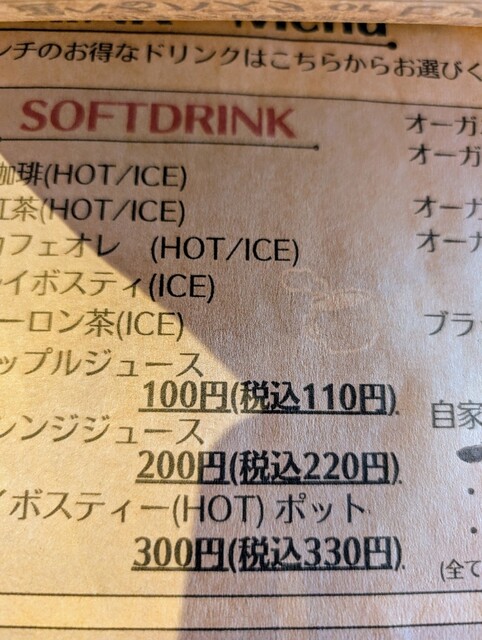 Menu
ンチのお得なドリンクはこちらからお選びく
SOFTDRINK
珈琲(HOT/ICE)
紅茶(HOT/ICE)
カフェオレ (HOT/ICE)
イボスティ(ICE)
ーロン茶(ICE)
ップルジュース
100円(税込110円)
レンジジュース
200円(税込220円)
イボスティー(HOT) ポット
300円(税込330円)
オーガ
オーガ
オーガ
オーガ
ブラ
自家
(全て